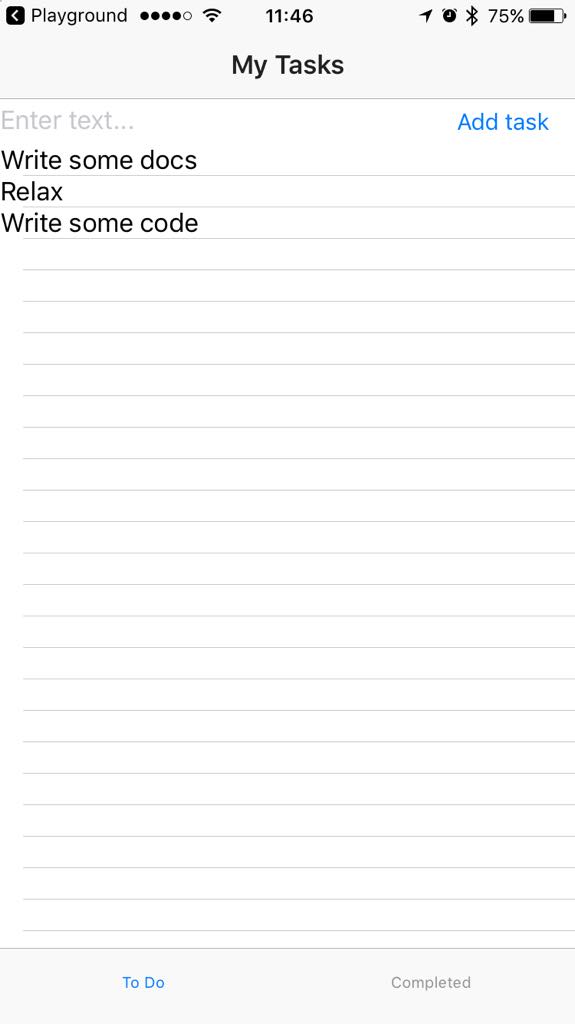 Playground 11:46 75%
My Tasks
Enter text... Add task
Write some docs
Relax
Write some code
To Do Completed